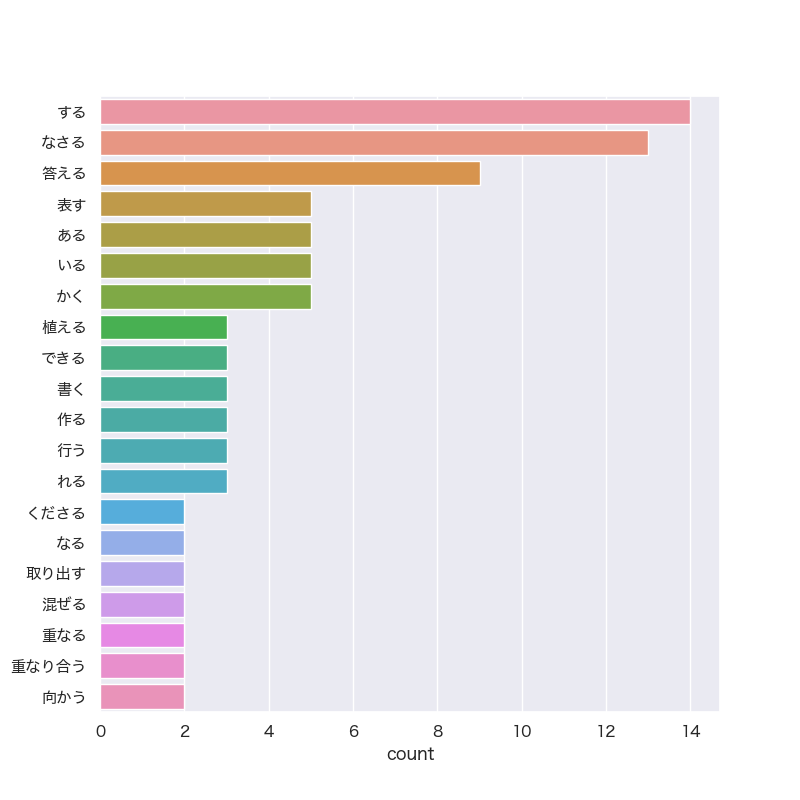 する
なさる
答える
表す
ある
いる
かく
植える
できる
書く
作る
行う
れる
くださる
なる
取り出す
混ぜる
重なる
重なり合う
向かう
0 2 4 6 8 10 12 14
count